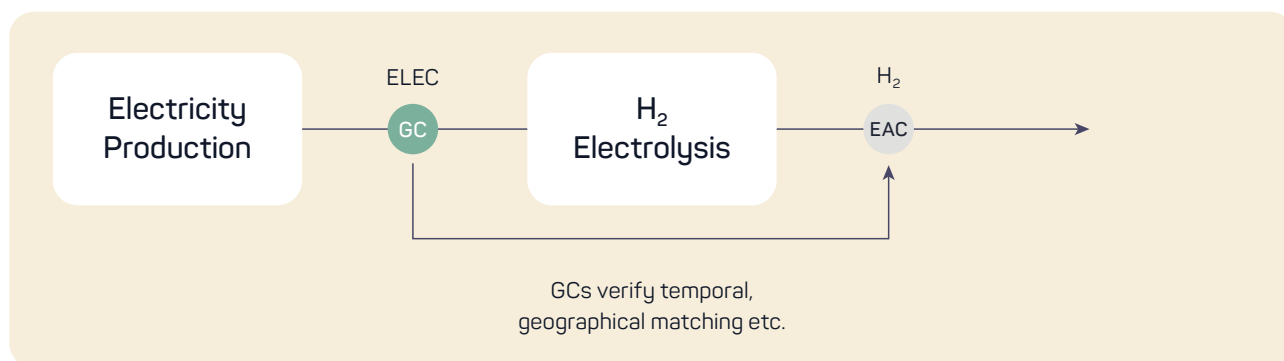 Electricity
Production
ELEC
GC
H₂
Electrolysis
H₂
EAC
GCs verify temporal,
geographical matching etc.